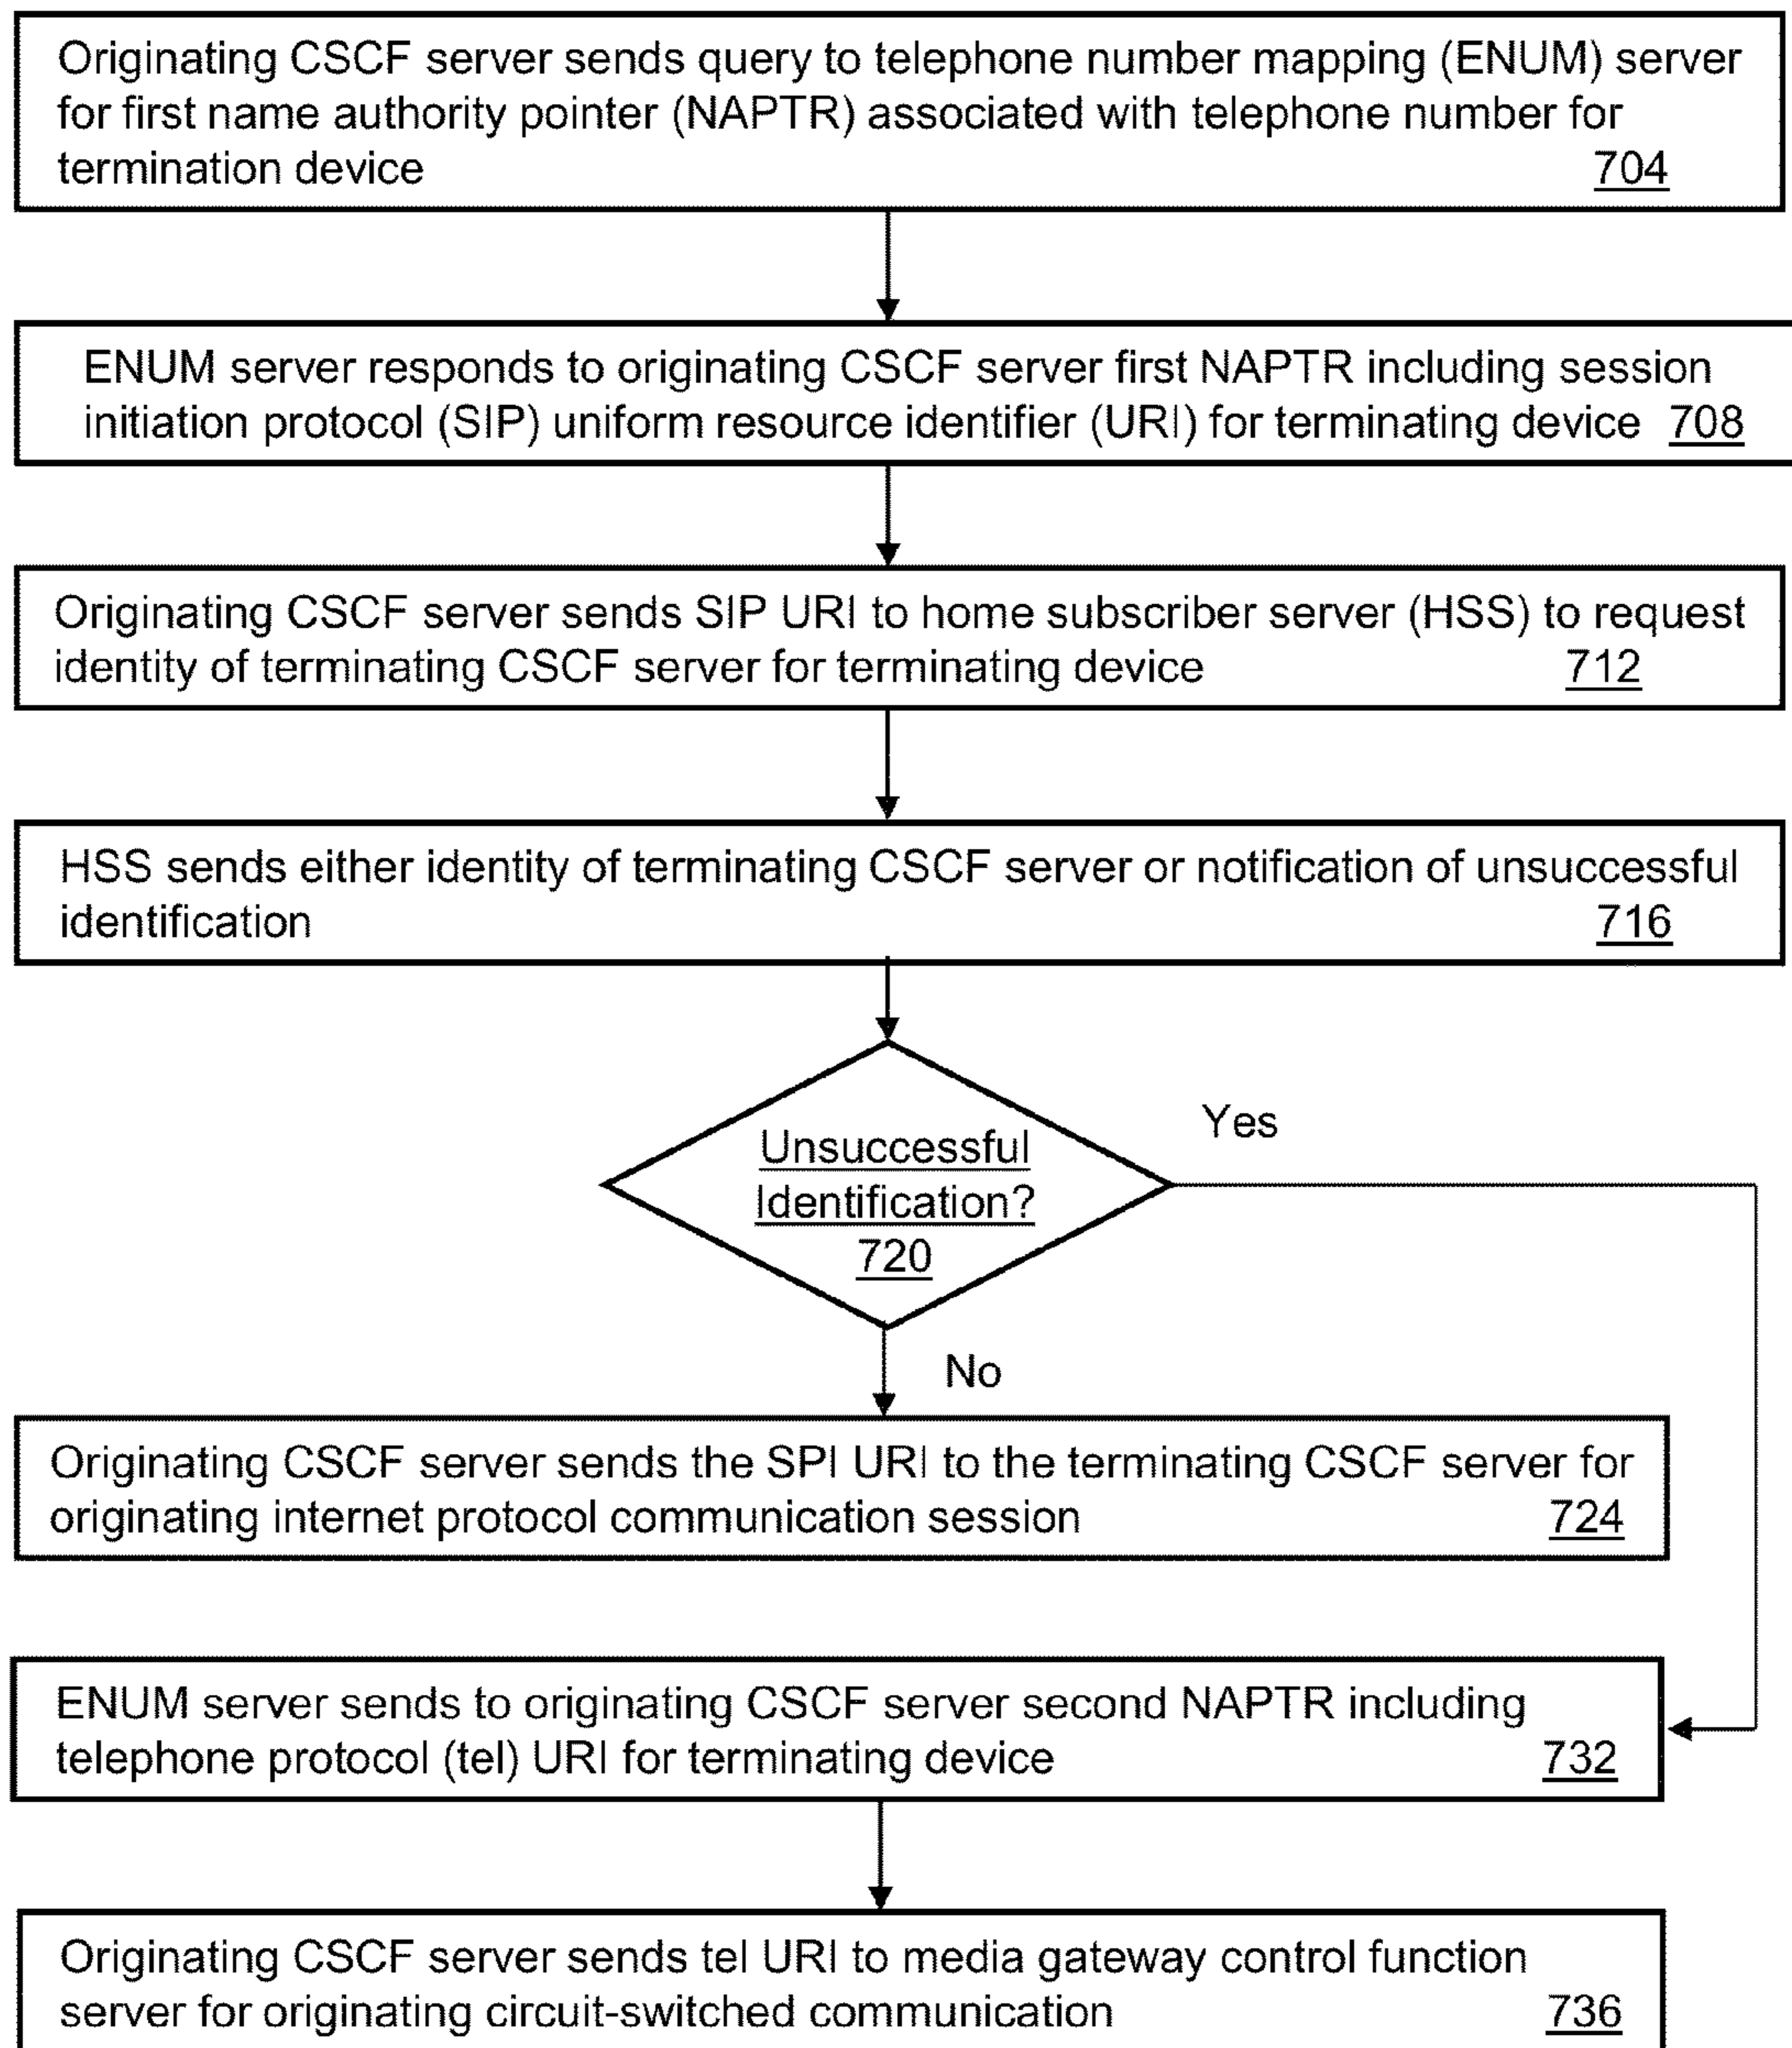 Originating CSCF server sends query to telephone number mapping (ENUM) server
for first name authority pointer (NAPTR) associated with telephone number for
termination device 704
ENUM server responds to originating CSCF server first NAPTR including session
initiation protocol (SIP) uniform resource identifier (URI) for terminating device 708
Originating CSCF server sends SIP URI to home subscriber server (HSS) to request
identity of terminating CSCF server for terminating device 712
HSS sends either identity of terminating CSCF server or notification of unsuccessful
identification 716
Yes
Unsuccessful
Identification?
720
No
Originating CSCF server sends the SPI URI to the terminating CSCF server for
originating internet protocol communication session 724
ENUM server sends to originating CSCF server second NAPTR including
telephone protocol (tel) URI for terminating device 732
Originating CSCF server sends tel URI to media gateway control function
server for originating circuit-switched communication 736